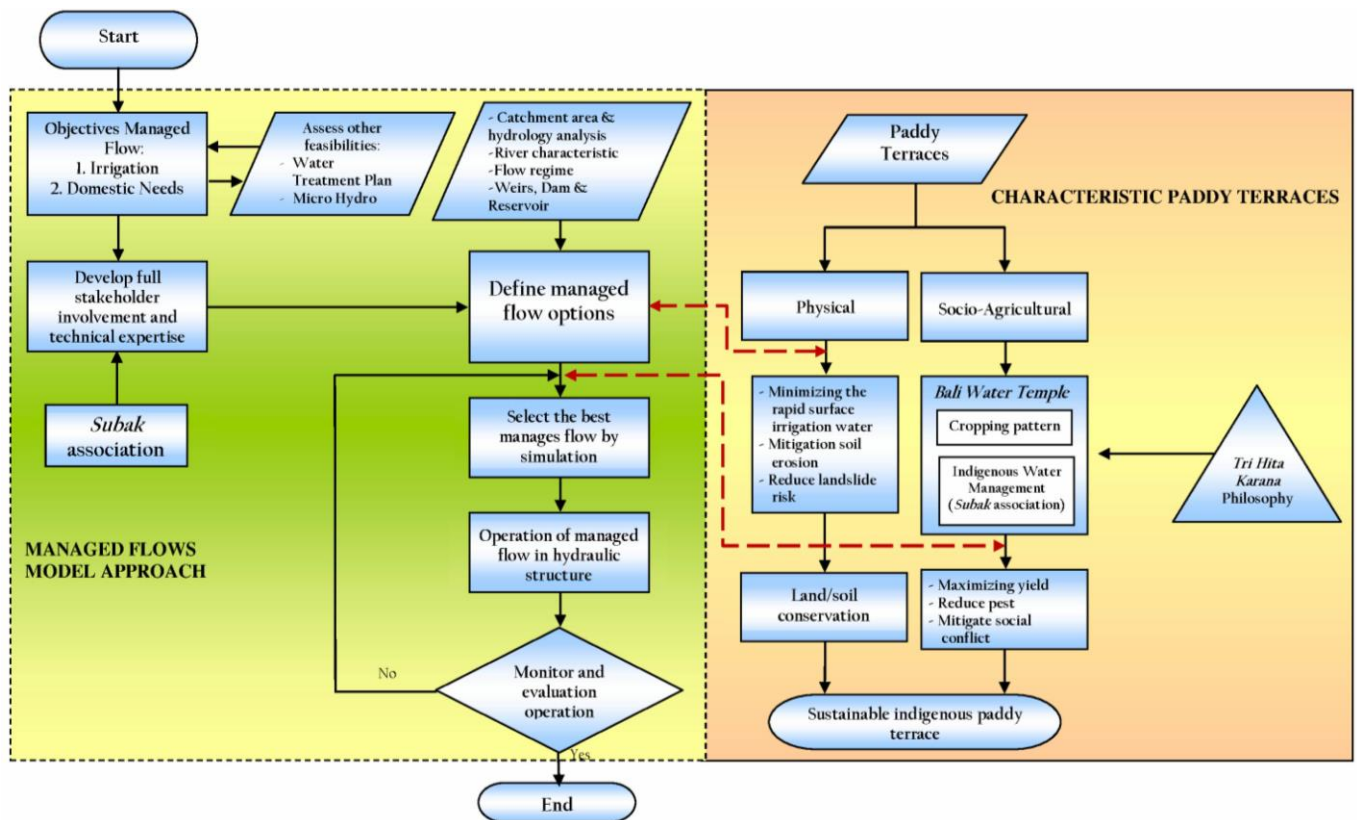 Start
Objectives Managed
Flow:
1. Irrigation
2. Domestic Needs
Assess other
feasibilities:
- Water
Treatment Plan
- Micro Hydro
- Catchment area &
hydrology analysis
- River characteristic
- Flow regime
- Weirs, Dam &
Reservoir
Develop full
stakeholder
involvement and
technical expertise
Define managed
flow options
Subak
association
Select the best
manages flow by
simulation
Operation of managed
flow in hydraulic
structure
MANAGED FLOWS
MODEL APPROACH
No
Monitor and
evaluation
operation
Yes
End
Paddy
Terraces
CHARACTERISTIC PADDY TERRACES
Physical
Socio-Agricultural
- Minimizing the
rapid surface
irrigation water
- Mitigation soil
erosion
- Reduce landslide
risk
Bali Water Temple
Cropping pattern
Indigenous Water
Management
(Subak association)
Tri Hita
Karana
Philosophy
Land/soil
conservation
- Maximizing yield
- Reduce pest
- Mitigate social
conflict
Sustainable indigenous paddy
terrace